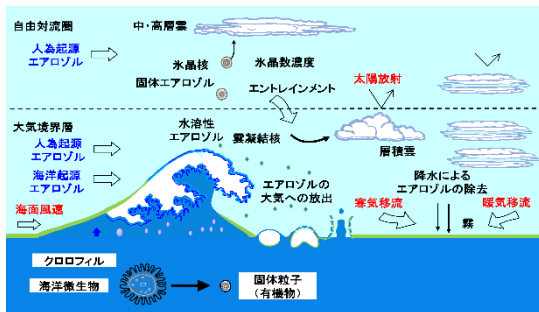 自由対流圏
中・高層雲
人為起源
エアロゾル
氷晶核
氷晶数濃度
固体エアロゾル
エントレインメント
太陽放射
大気境界層
水溶性
エアロゾル
雲凝結核
層積雲
人為起源
エアロゾル
海洋起源
エアロゾル
エアロゾルの
大気への放出
降水による
エアロゾルの除去
海面風速
寒気移流
霧
暖気移流
クロロフィル
海洋微生物
固体粒子
（有機物）